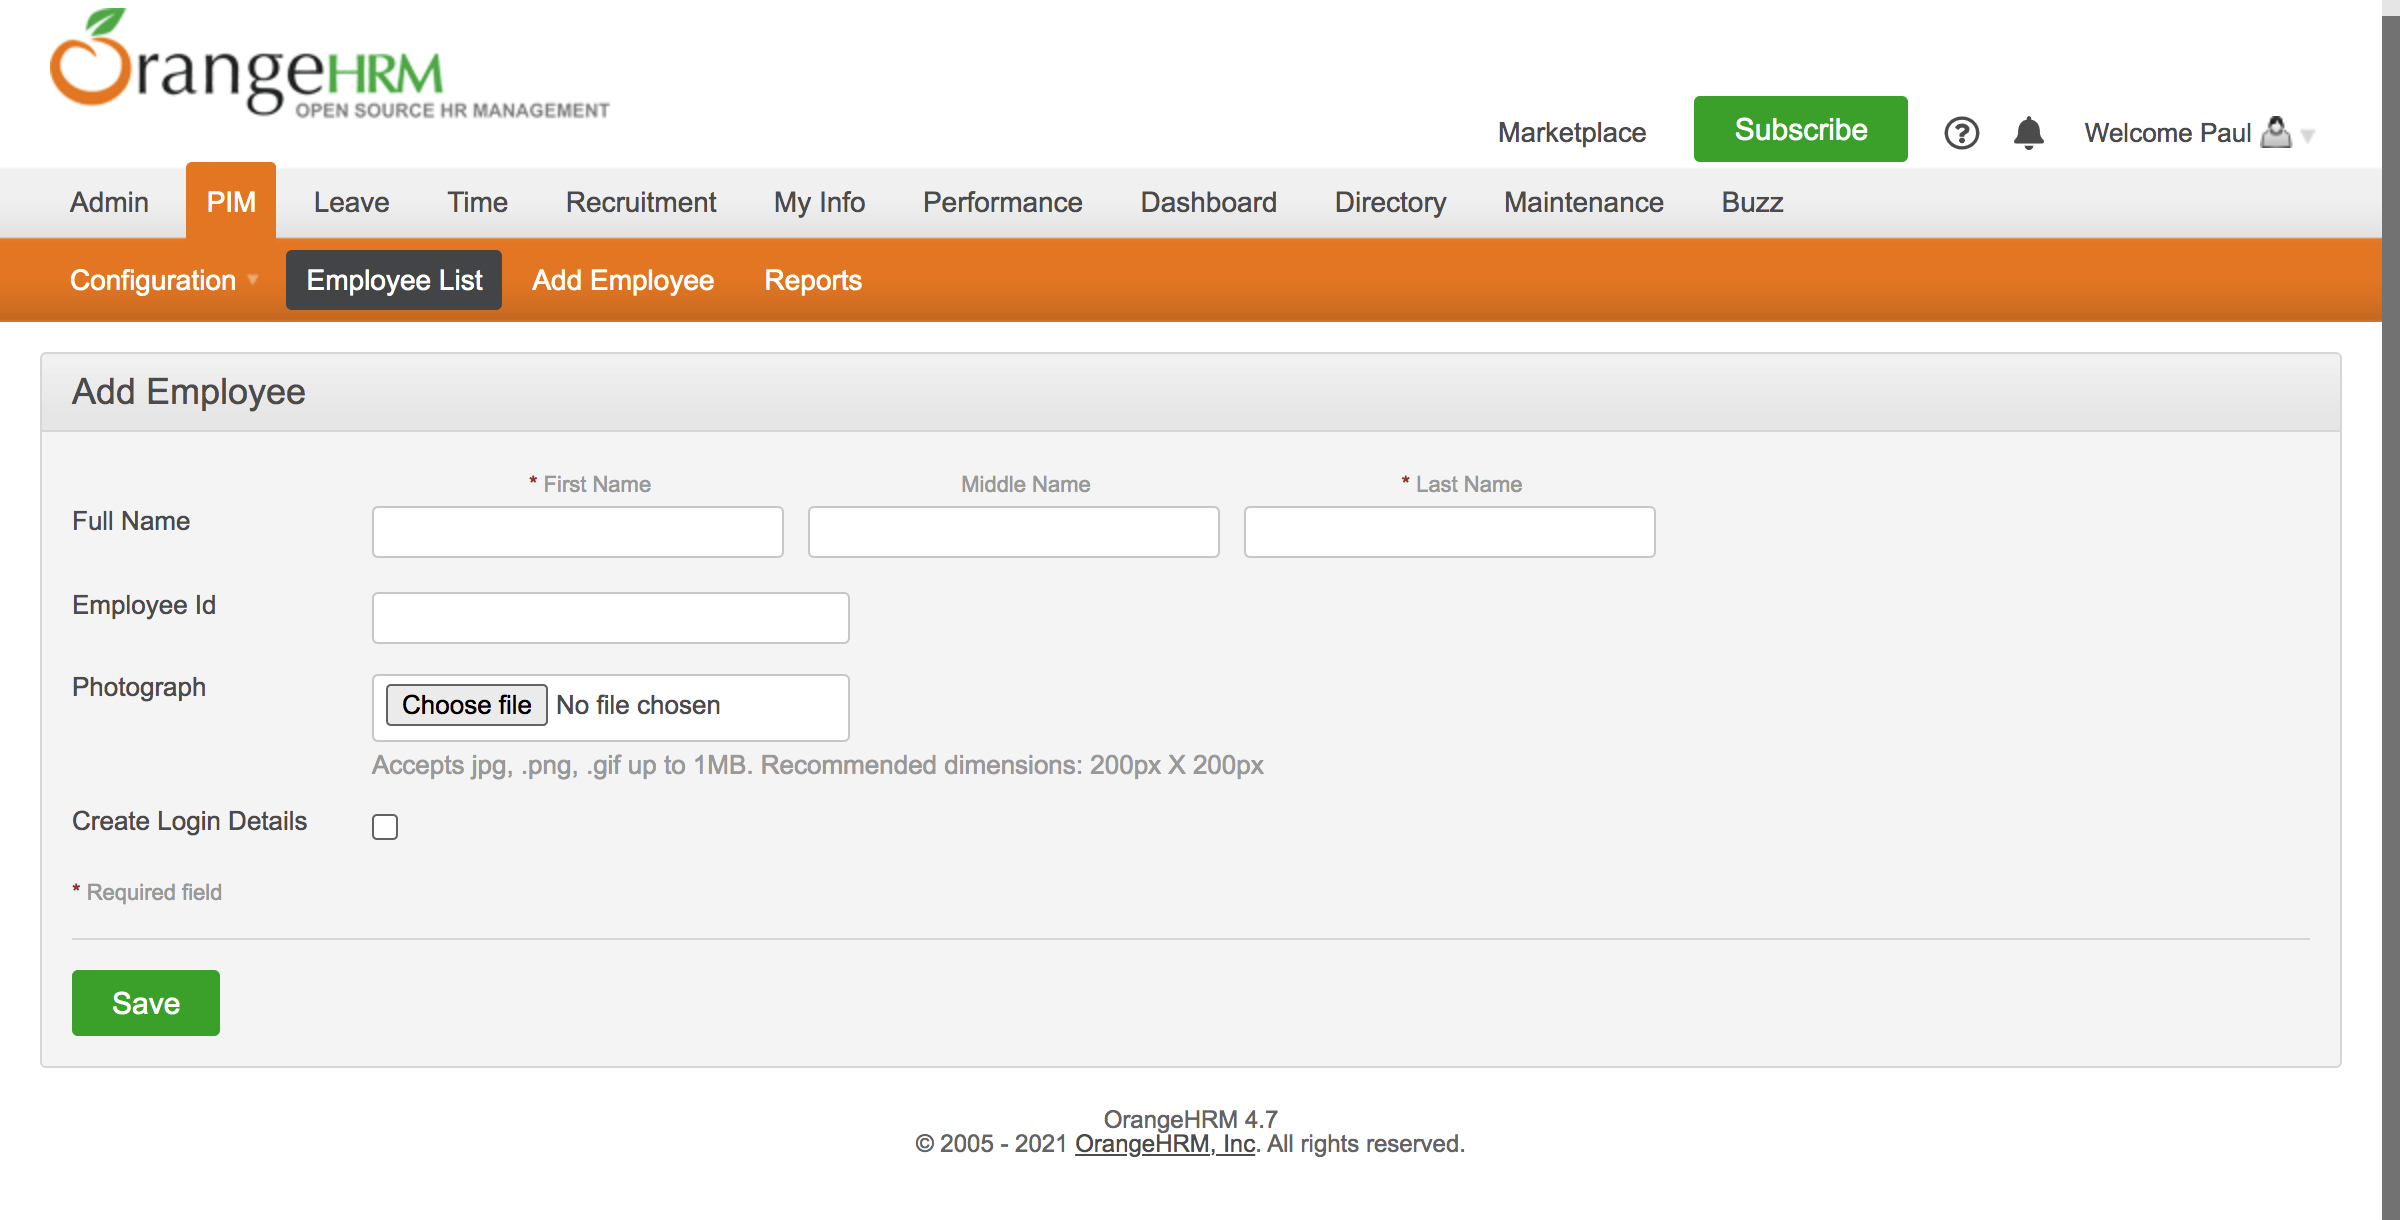 OrangeHRM
OPEN SOURCE HR MANAGEMENT
Marketplace Subscribe Welcome Paul
Admin PIM Leave Time Recruitment My Info Performance Dashboard Directory Maintenance Buzz
Configuration Employee List Add Employee Reports
Add Employee
* First Name Middle Name * Last Name
Full Name
Employee Id
Photograph Choose file No file chosen
Accepts jpg, .png, .gif up to 1MB. Recommended dimensions: 200px X 200px
Create Login Details
* Required field
Save
OrangeHRM 4.7
© 2005 - 2021 OrangeHRM, Inc. All rights reserved.